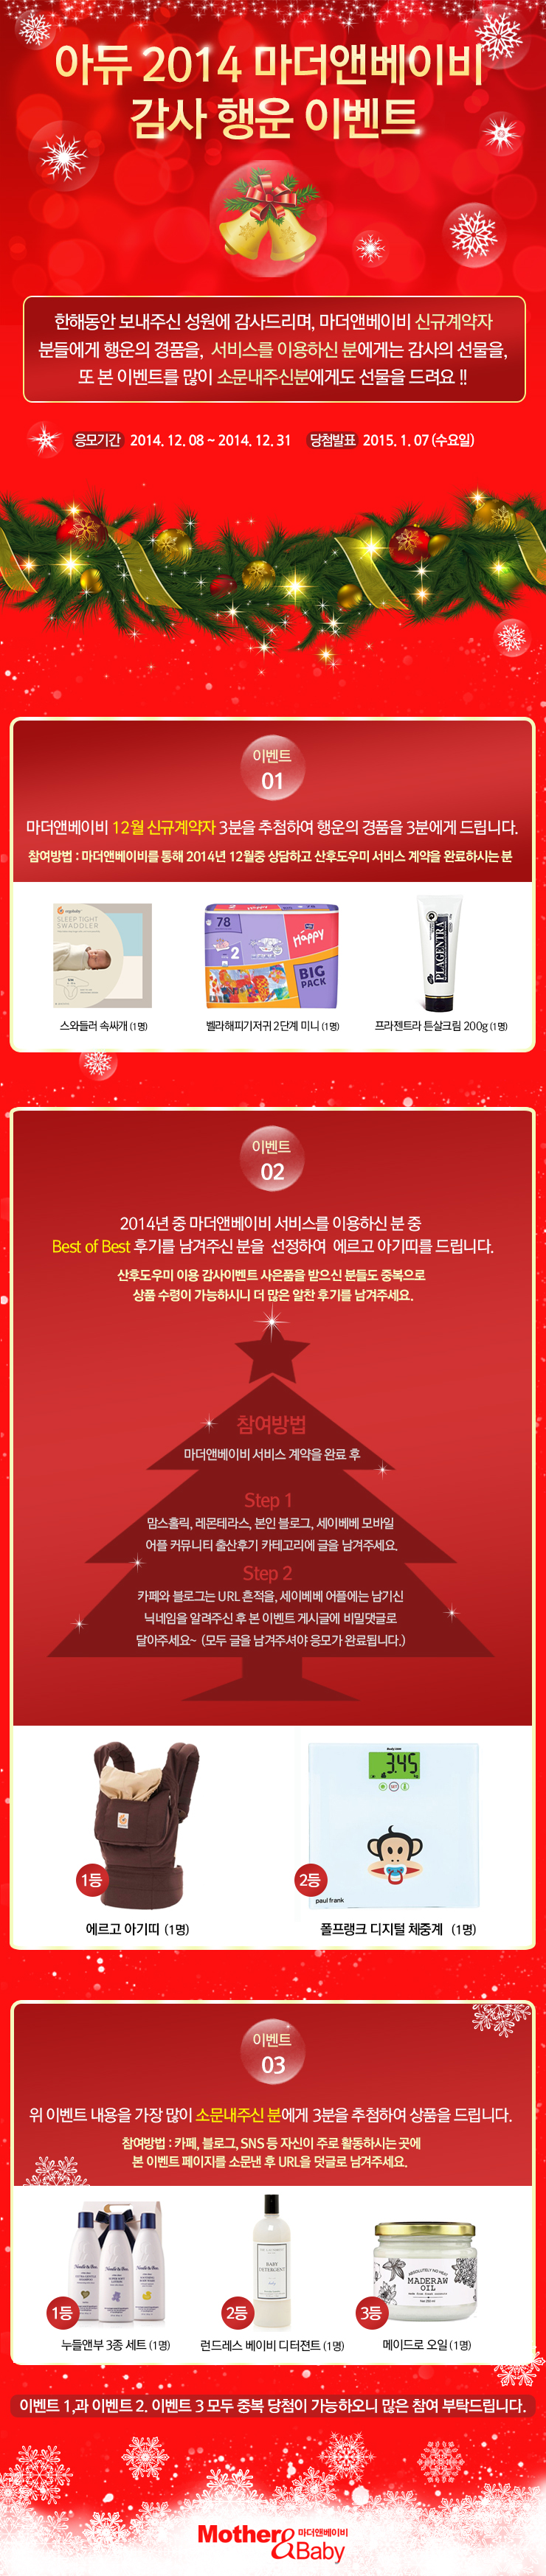 아듀 2014 마더앤베이비
감사 행운 이벤트
한해동안 보내주신 성원에 감사드리며, 마더앤베이비 신규계약자
분들에게 행운의 경품을, 서비스를 이용하신 분에게는 감사의 선물을,
또 본 이벤트를 많이 소문내주신분에게도 선물을 드려요 !!
응모기간 2014. 12. 08 ~ 2014. 12. 31 당첨발표 2015. 1. 07 (수요일)
이벤트
01
마더앤베이비 12월 신규계약자 3분을 추첨하여 행운의 경품을 3분에게 드립니다.
참여방법 : 마더앤베이비를 통해 2014년 12월중 상담하고 산후도우미 서비스 계약을 완료하시는 분
ergobaby
SLEEP TIGHT
SWADDLER
78
2
Happy
BIG
PACK
PLAGENTRA
스와들러 속싸개 (1명)
벨라해피기저귀 2단계 미니 (1명)
프라젠트라 튼살크림 200g (1명)
이벤트
02
2014년 중 마더앤베이비 서비스를 이용하신 분 중
Best of Best 후기를 남겨주신 분을 선정하여 에르고 아기띠를 드립니다.
산후도우미 이용 감사이벤트 사은품을 받으신 분들도 중복으로
상품 수령이 가능하시니 더 많은 알찬 후기를 남겨주세요.
참여방법
마더앤베이비 서비스 계약을 완료 후
Step 1
맘스홀릭, 레몬테라스, 본인 블로그, 세이베베 모바일
어플 커뮤니티 출산후기 카테고리에 글을 남겨주세요.
Step 2
카페와 블로그는 URL 흔적을, 세이베베 어플에는 남기신
닉네임을 알려주신 후 본 이벤트 게시글에 비밀댓글로
달아주세요~ (모두 글을 남겨주셔야 응모가 완료됩니다.)
3.45
paul frank
1등
2등
에르고 아기띠 (1명)
폴프랭크 디지털 체중계 (1명)
이벤트
03
위 이벤트 내용을 가장 많이 소문내주신 분에게 3분을 추첨하여 상품을 드립니다.
참여방법 : 카페, 블로그, SNS 등 자신이 주로 활동하시는 곳에
본 이벤트 페이지를 소문낸 후 URL을 덧글로 남겨주세요.
BABY
DETERGENT
ABSOLUTELY NO HEAT
MADERAW
OIL
1등
2등
3등
누들앤부 3종 세트 (1명)
런드레스 베이비 디터젼트 (1명)
메이드로 오일 (1명)
이벤트 1,과 이벤트 2. 이벤트 3 모두 중복 당첨이 가능하오니 많은 참여 부탁드립니다.
Mother & Baby
마더앤베이비